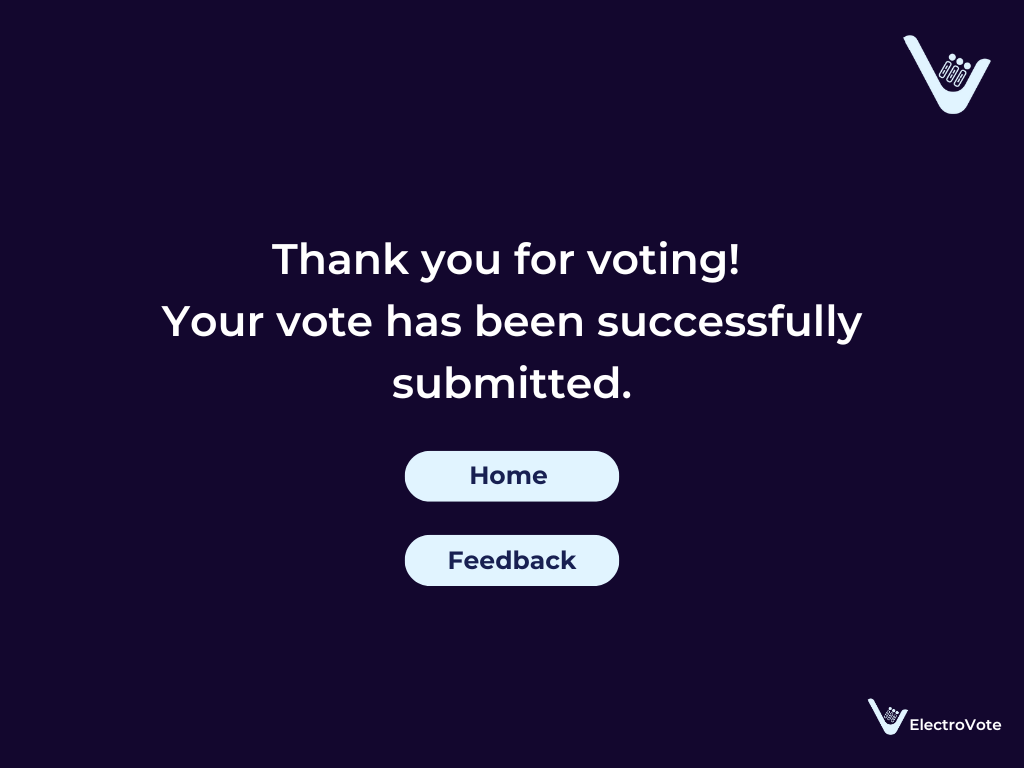 Thank you for voting!
Your vote has been successfully
submitted.
Home
Feedback
ElectroVote